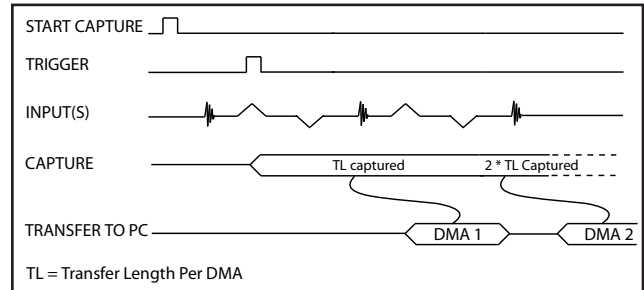 START CAPTURE
TRIGGER
INPUT(S)
CAPTURE
TL captured
2 * TL Captured
TRANSFER TO PC
DMA 1
DMA 2
TL = Transfer Length Per DMA